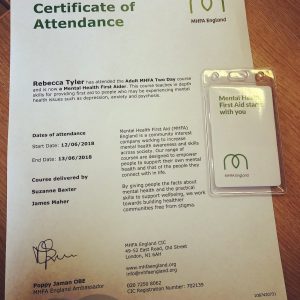 Certificate of
Attendance
MHFA England
Rebecca Tyler has attended the Adult MHFA Two Day course
and is now a Mental Health First Aider. This course teaches in depth
skills for providing first aid to people who may be experiencing mental
health issues such as depression, anxiety and psychosis.
Dates of attendance
Start Date: 12/06/2018
End Date: 13/06/2018
Course delivered by
Suzanne Baxter
James Maher
Mental Health First Aid (MHFA)
England is a community interest
company working to increase
mental health awareness and skills
across society. Our range of
courses are designed to empower
people to support their own mental
health and that of the people they
connect with in life.
By giving people the facts about
mental health and the practical
skills to support wellbeing, we work
towards building healthier
communities free from stigma.
Poppy Jaman OBE
MHFA England Ambassador
MHFA England CIC
49-52 East Road, Old Street
London, N1 6AH
www.mhfaengland.org
info@mhfaengland.org
020 7250 8062
CIC Registration Number: 702135
Mental Health
First Aid starts
with you
MHFA England